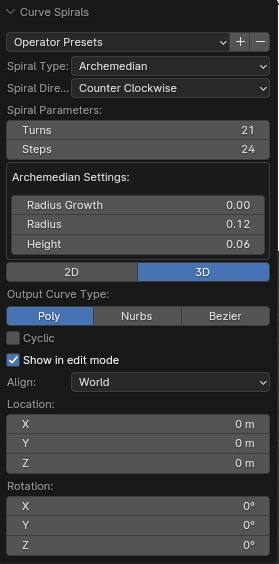 Curve Spirals
Operator Presets
Spiral Type: Archemedian
Spiral Dire... Counter Clockwise
Spiral Parameters:
Turns 21
Steps 24
Archemedian Settings:
Radius Growth 0.00
Radius 0.12
Height 0.06
2D 3D
Output Curve Type:
Poly Nurbs Bezier
Cyclic
Show in edit mode
Align: World
Location:
X 0 m
Y 0 m
Z 0 m
Rotation:
X 0°
Y 0°
Z 0°